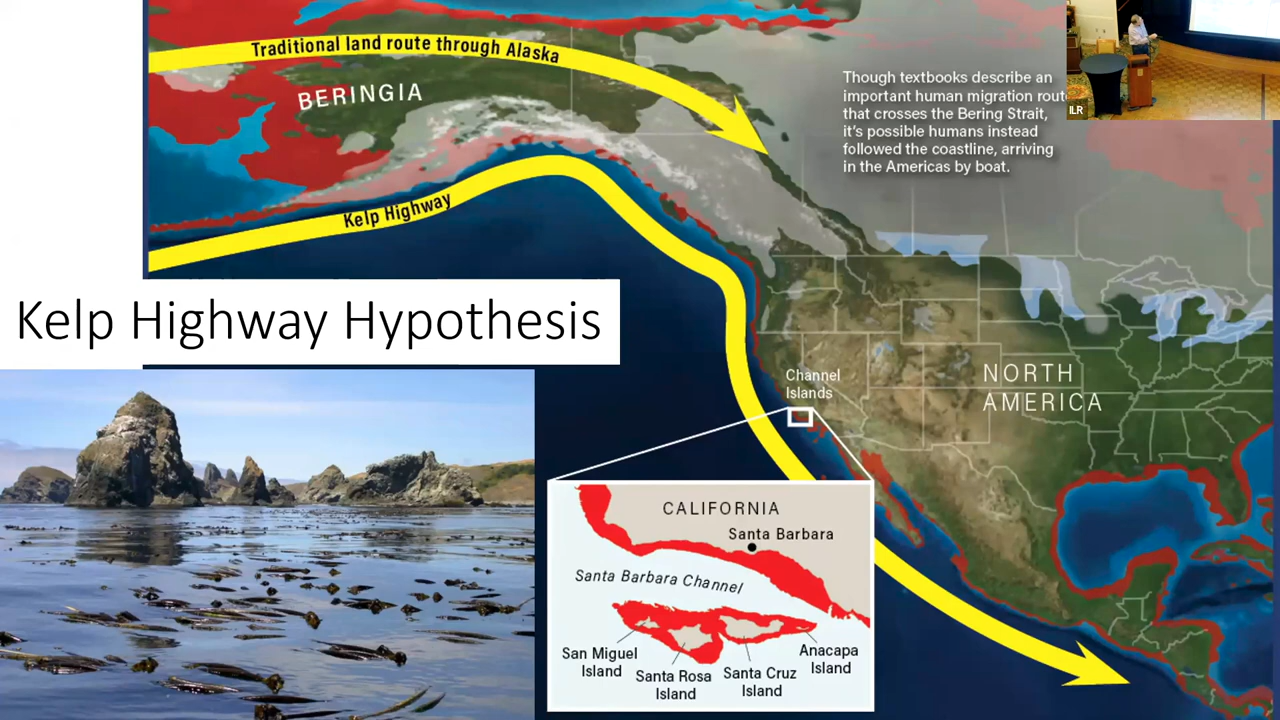 Traditional land route through Alaska
BERINGIA
Though textbooks describe an
important human migration rout
that crosses the Bering Strait,
it's possible humans instead
followed the coastline, arriving
in the Americas by boat.
ILR
Kelp Highway
Kelp Highway Hypothesis
Channel
Islands
NORTH
AMERICA
CALIFORNIA
Santa Barbara
Santa Barbara Channel
San Miguel
Island
Santa Rosa
Island
Santa Cruz
Island
Anacapa
Island